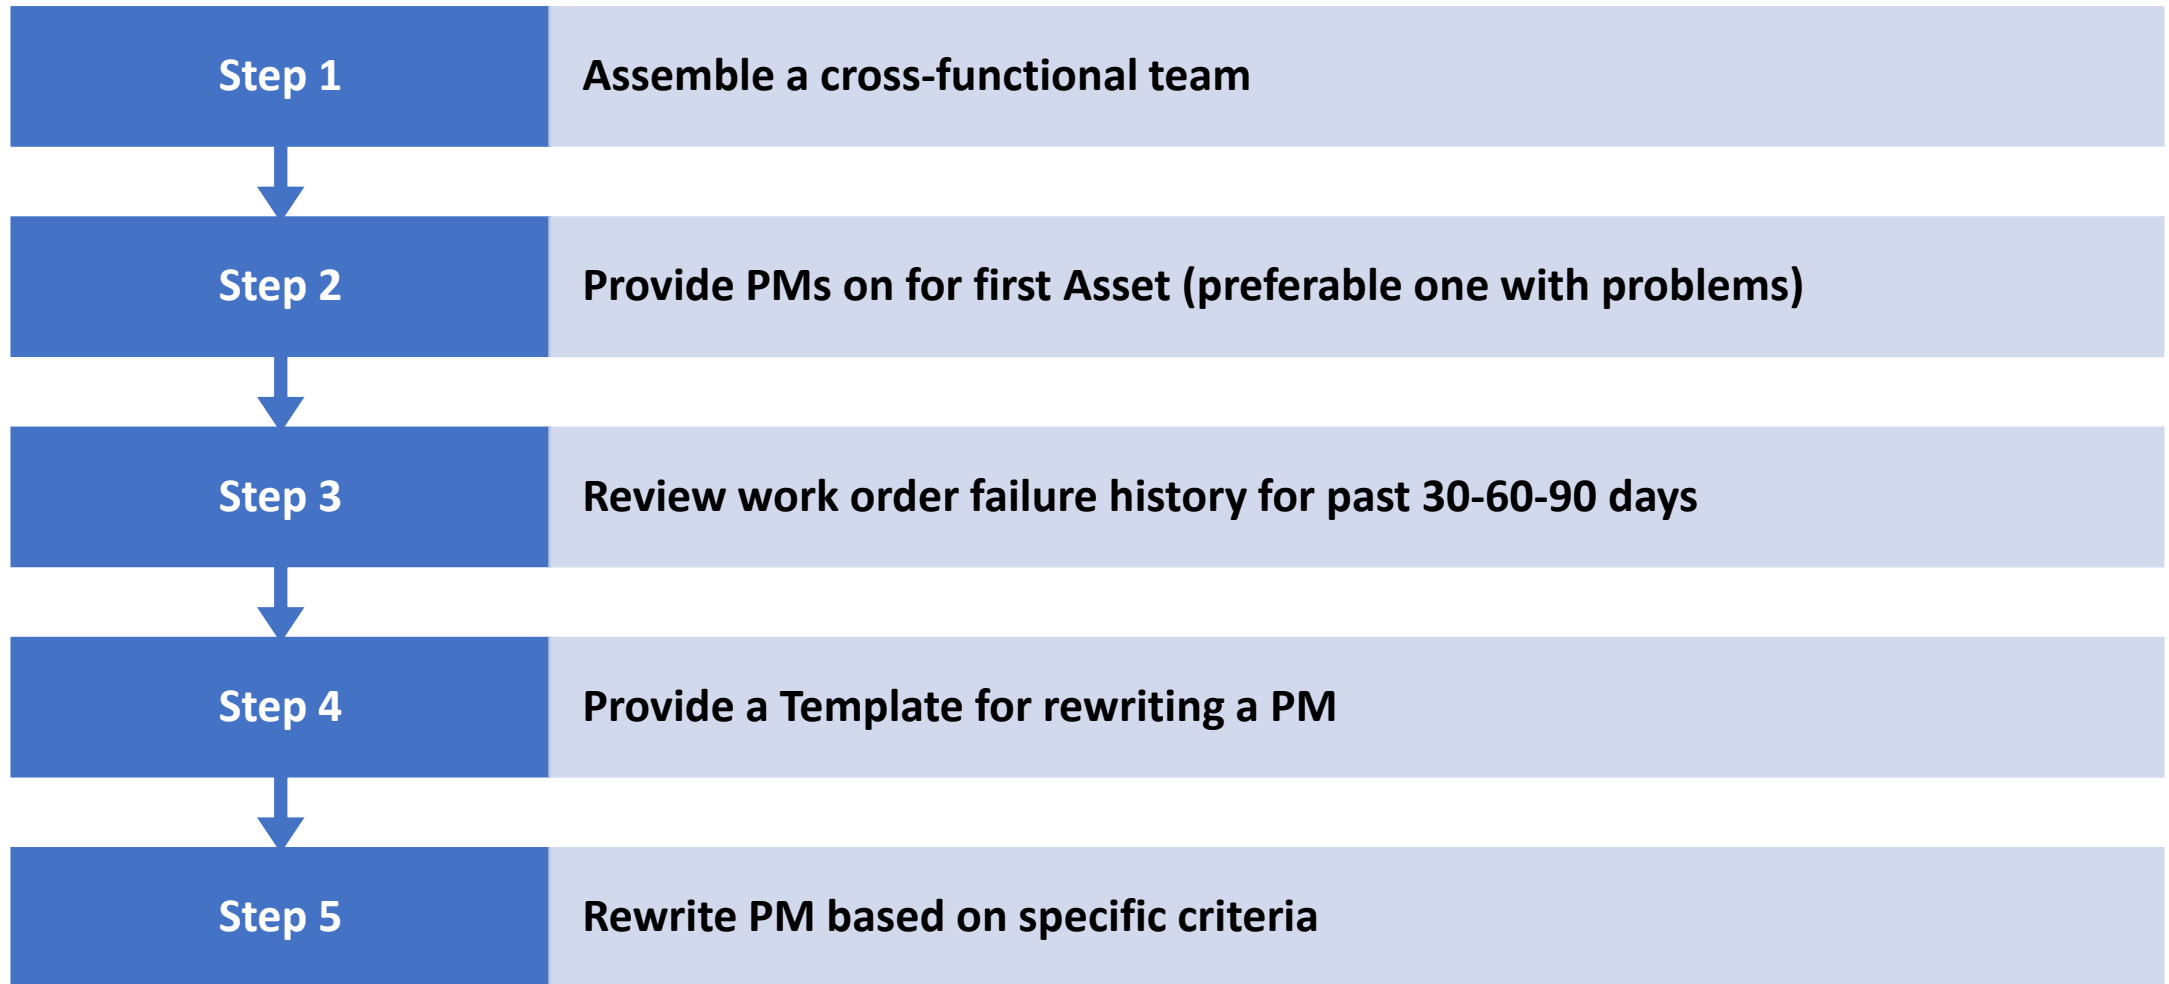 Step 1
Assemble a cross-functional team
Step 2
Provide PMs on for first Asset (preferable one with problems)
Step 3
Review work order failure history for past 30-60-90 days
Step 4
Provide a Template for rewriting a PM
Step 5
Rewrite PM based on specific criteria